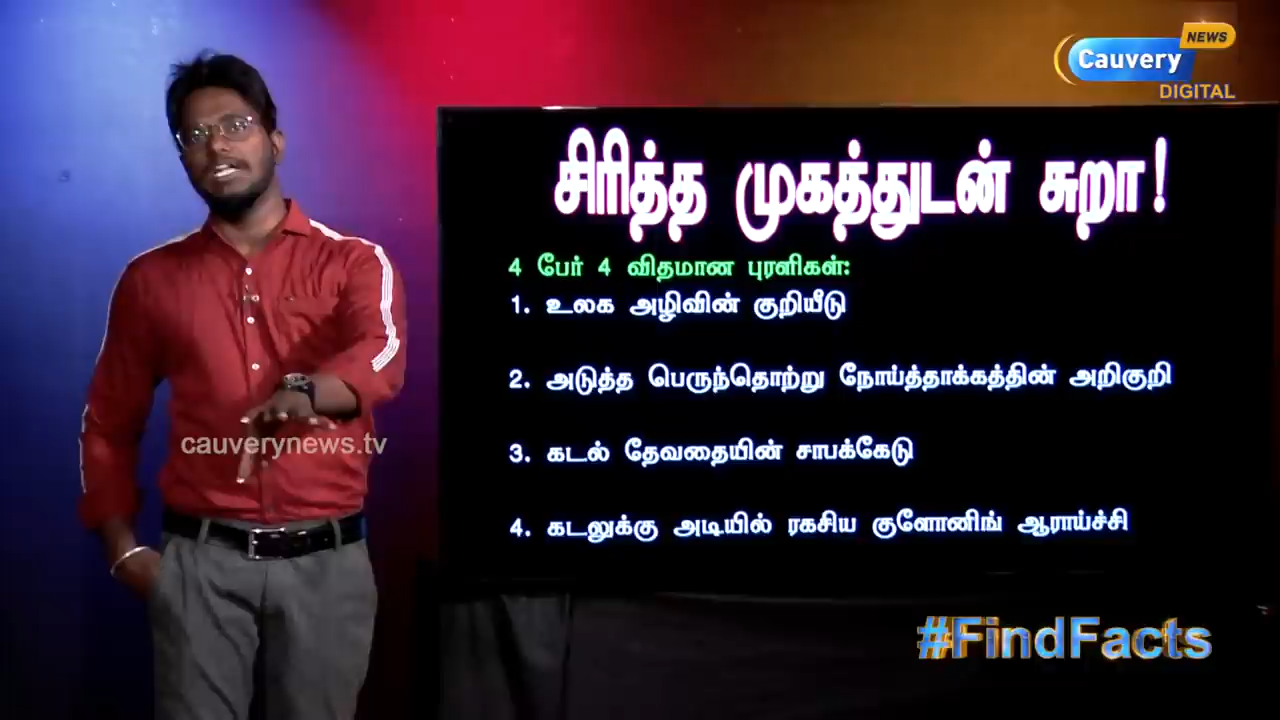 NEWS
Cauvery
DIGITAL
சிரித்த முகத்துடன் சுறா!
4 பேர் 4 விதமான புரளிகள்:
1. உலக அழிவின் குறியீடு
2. அடுத்த பெருந்தொற்று நோய்த்தாக்கத்தின் அறிகுறி
cauverynews.tv
3. கடல் தேவதையின் சாபக்கேடு
4. கடலுக்கு அடியில் ரகசிய குளோனிங் ஆராய்ச்சி
#FindFacts